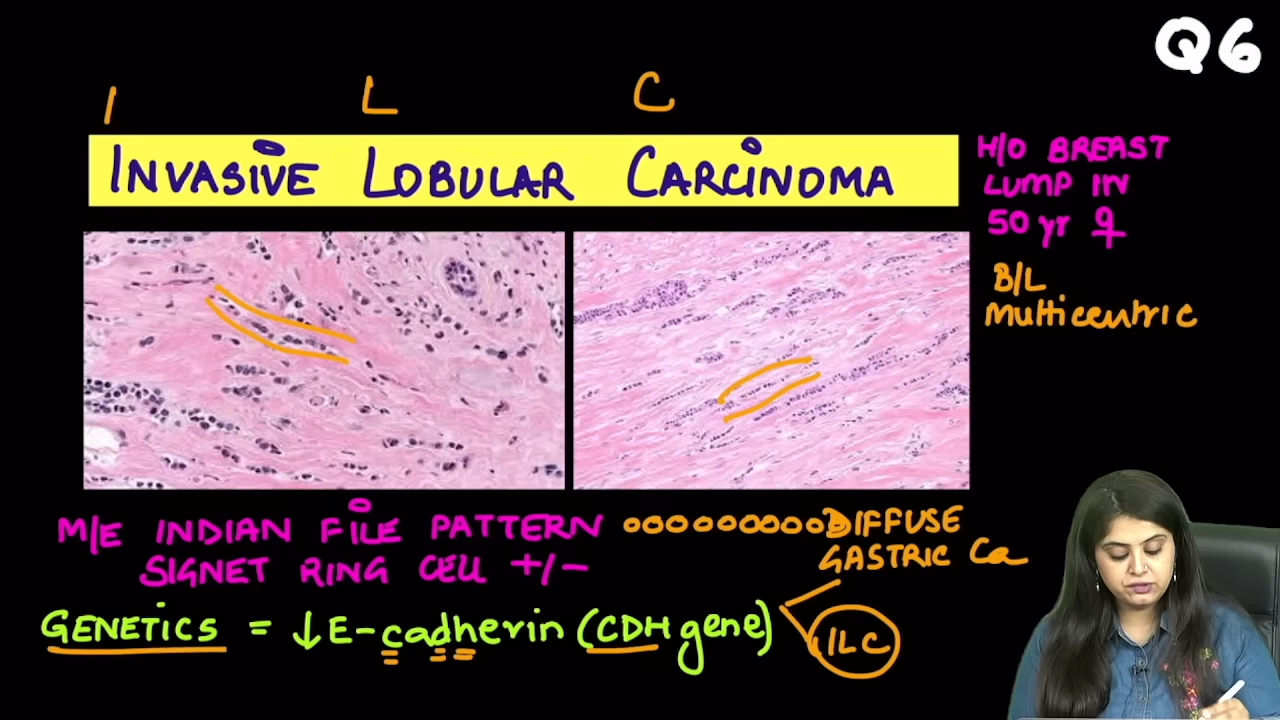 Q6
I L C
INVASIVE LOBULAR CARCINOMA
H/O BREAST
LUMP IN
50 yr ♀
B/L
Multicentric
M/E INDIAN FILE PATTERN
SIGNET RING CELL +/-
DIFFUSE
GASTRIC Ca
GENETICS = ↓ E-cadherin (CDH gene)
ILC